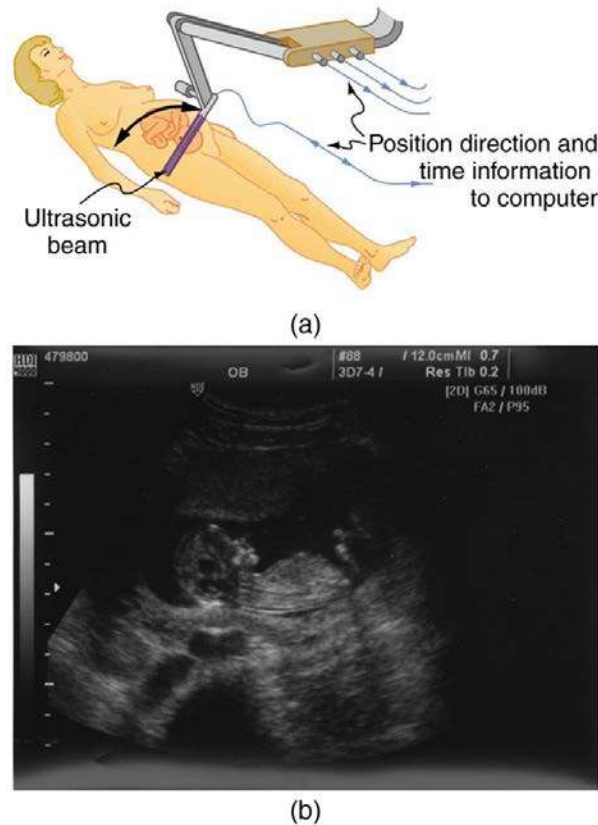 Position direction and
time information
to computer
Ultrasonic
beam
(a)
HDI 479800
OB
#88 / 12.0cm MI 0.7
3D7-4 / Res TIb 0.2
[2D] G65 / 100dB
FA2 / P95
(b)